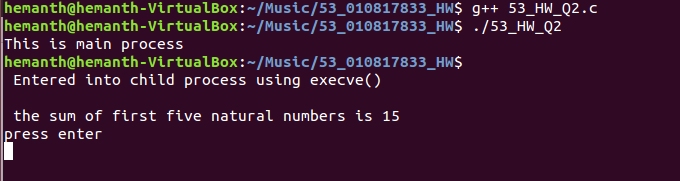 hemanth@hemanth-VirtualBox:~/Music/53_010817833_HW$ g++ 53_HW_Q2.c
hemanth@hemanth-VirtualBox:~/Music/53_010817833_HW$ ./53_HW_Q2
This is main process
hemanth@hemanth-VirtualBox:~/Music/53_010817833_HW$
Entered into child process using execve()
the sum of first five natural numbers is 15
press enter